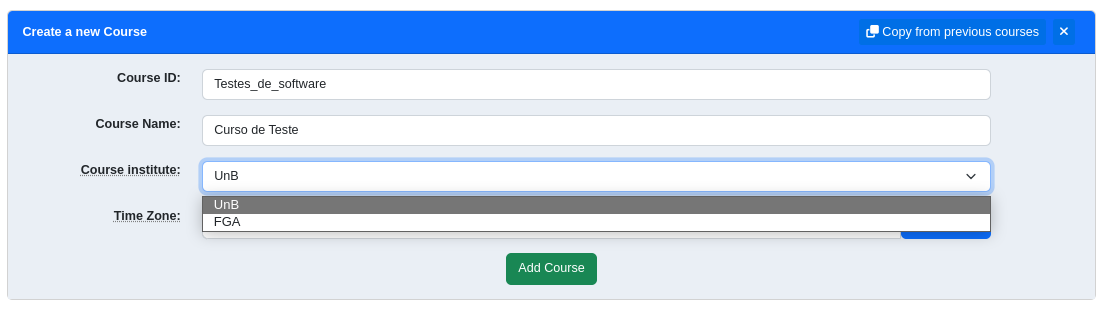 Create a new Course
Copy from previous courses
Course ID:
Testes_de_software
Course Name:
Curso de Teste
Course institute:
UnB
UnB
FGA
Time Zone:
Add Course